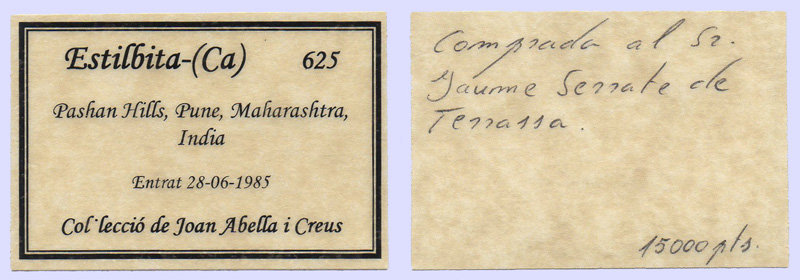 Estilbita-(Ca) 625
Pashan Hills, Pune, Maharashtra,
India
Entrat 28-06-1985
Col·lecció de Joan Abella i Creus
Comprada al Sr.
Jaume Serrate de
Terrassa.
15000 pts.